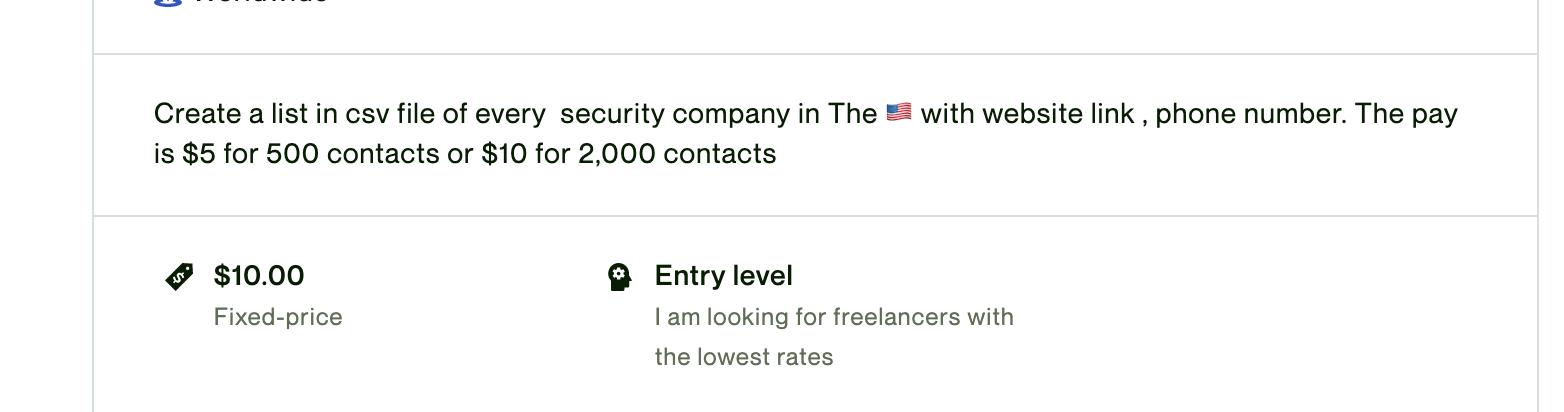 Create a list in csv file of every  security company in The 🇺🇸 with website link , phone number. The pay
is $5 for 500 contacts or $10 for 2,000 contacts
$10.00
Fixed-price
Entry level
I am looking for freelancers with
the lowest rates